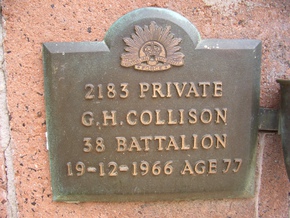 2183 PRIVATE
G.H. COLLISON
38 BATTALION
19-12-1966 AGE 77